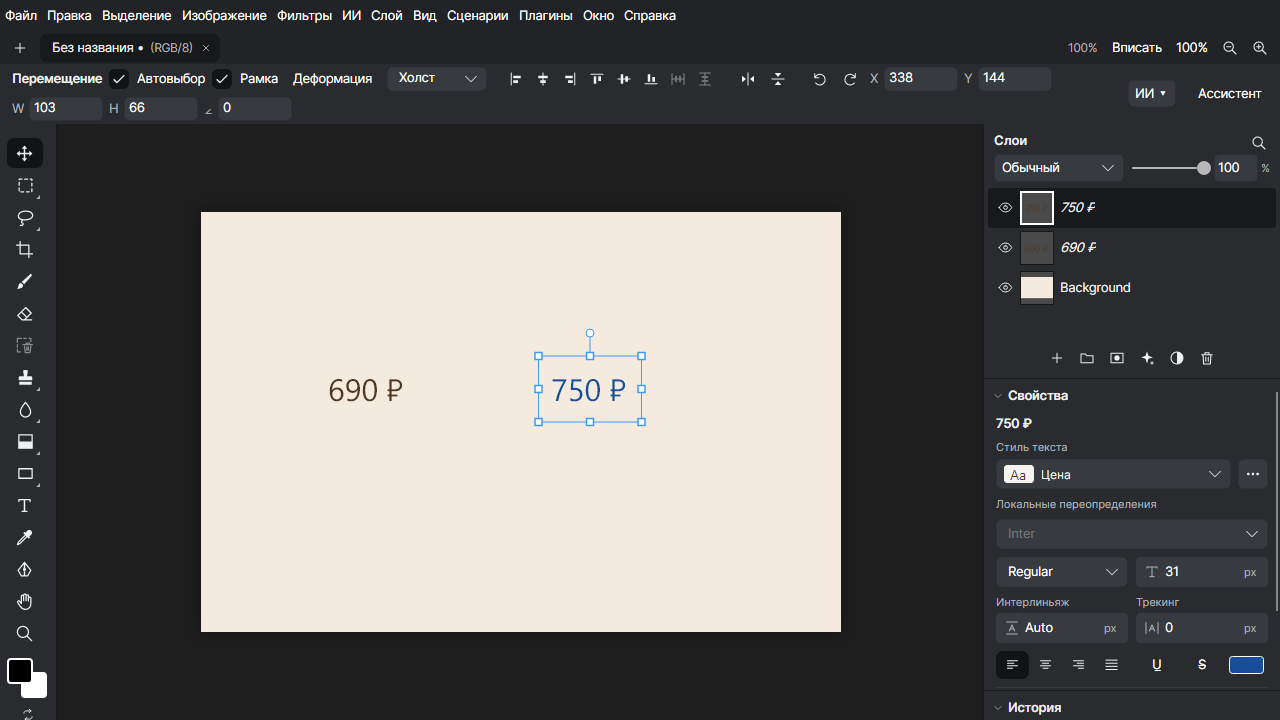 Файл Правка Выделение Изображение Фильтры ИИ Слой Вид Сценарии Плагины Окно Справка
Без названия • (RGB/8) 100% Вписать 100%
Перемещение Автовыбор Рамка Деформация Холст X 338 Y 144
W 103 H 66 0 ИИ Ассистент
Слои
Обычный 100 %
750 ₽
690 ₽
Background
690 ₽ 750 ₽
Свойства
750 ₽
Стиль текста
Aa Цена
Локальные переопределения
Inter
Regular 31 px
Интерлиньяж Трекинг
Auto px 0 px
История